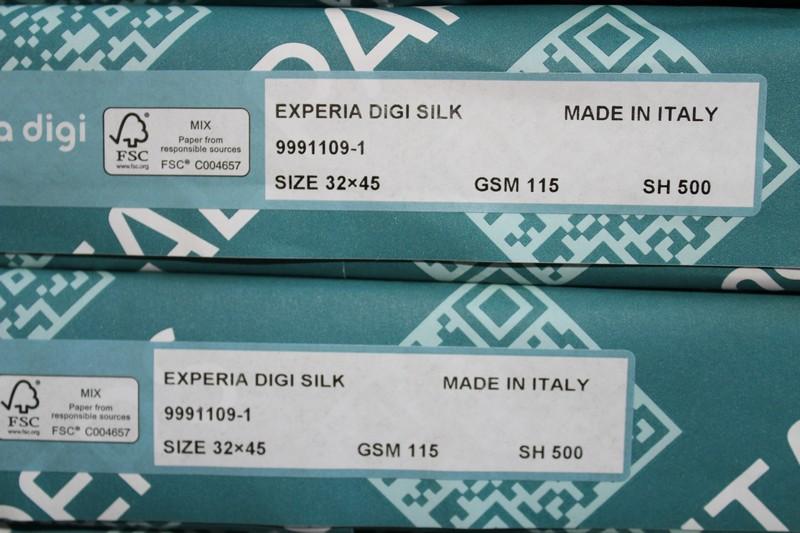 a digi
FSC
www.fsc.org
MIX
Paper from
responsible sources
FSC® C004657
EXPERIA DIGI SILK
MADE IN ITALY
9991109-1
SIZE 32×45
GSM 115
SH 500
FSC
www.fsc.org
MIX
Paper from
responsible sources
FSC® C004657
EXPERIA DIGI SILK
MADE IN ITALY
9991109-1
SIZE 32×45
GSM 115
SH 500